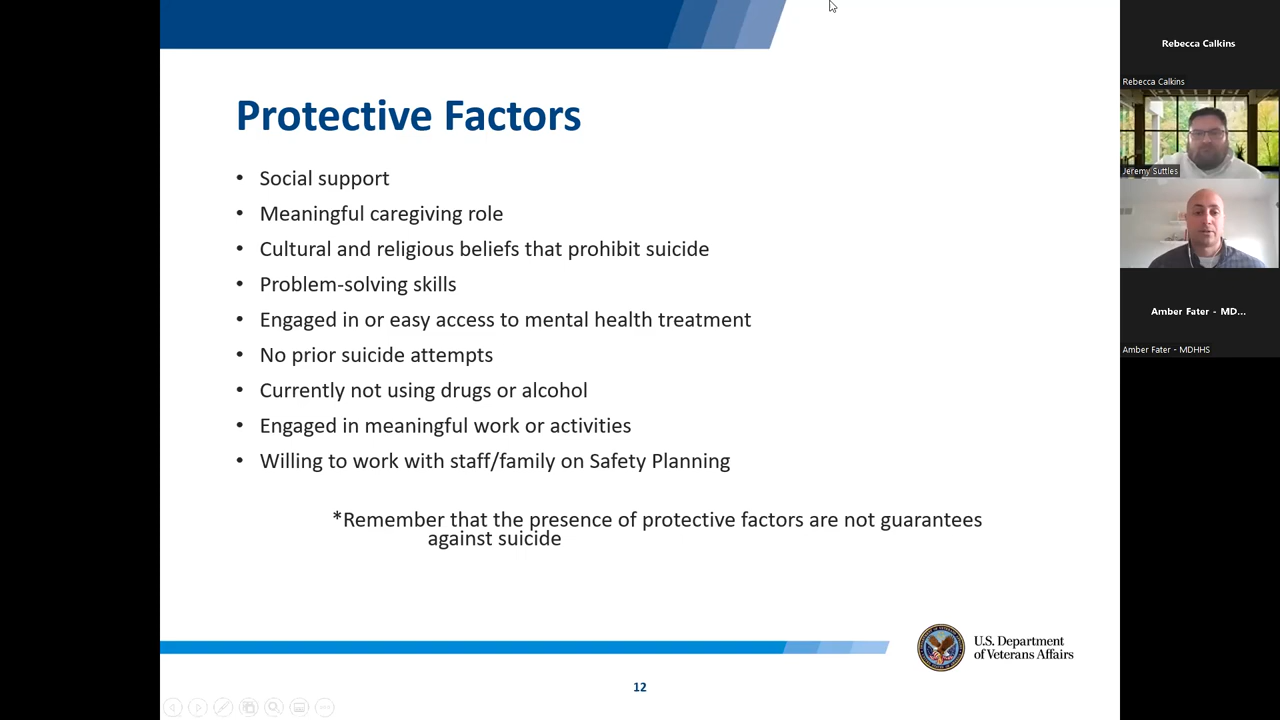 Protective Factors
• Social support
• Meaningful caregiving role
• Cultural and religious beliefs that prohibit suicide
• Problem-solving skills
• Engaged in or easy access to mental health treatment
• No prior suicide attempts
• Currently not using drugs or alcohol
• Engaged in meaningful work or activities
• Willing to work with staff/family on Safety Planning
*Remember that the presence of protective factors are not guarantees
against suicide
U.S. Department
of Veterans Affairs
12
Rebecca Calkins
Rebecca Calkins
Jeremy Suttles
Amber Fater - MD...
Amber Fater - MDHHS